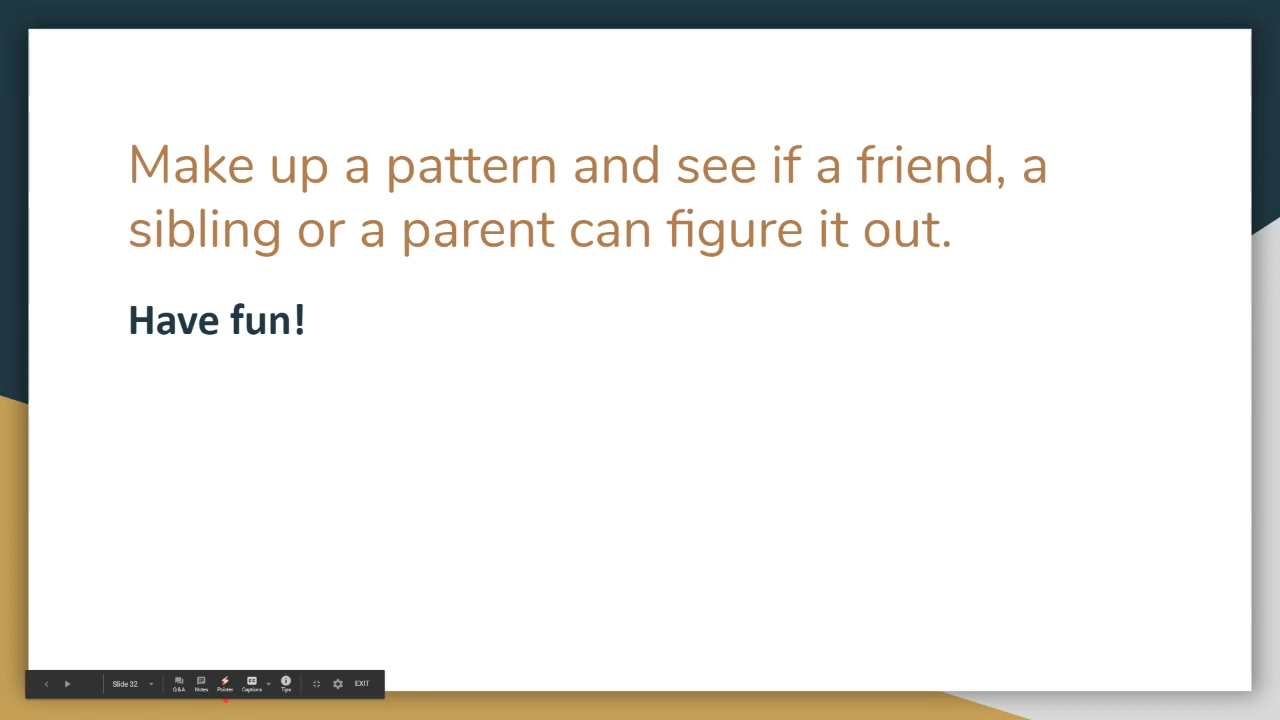 Make up a pattern and see if a friend, a
sibling or a parent can figure it out.
Have fun!
Slide 32
Q&A
Notes
Pointer
Captions
Tips
EXIT